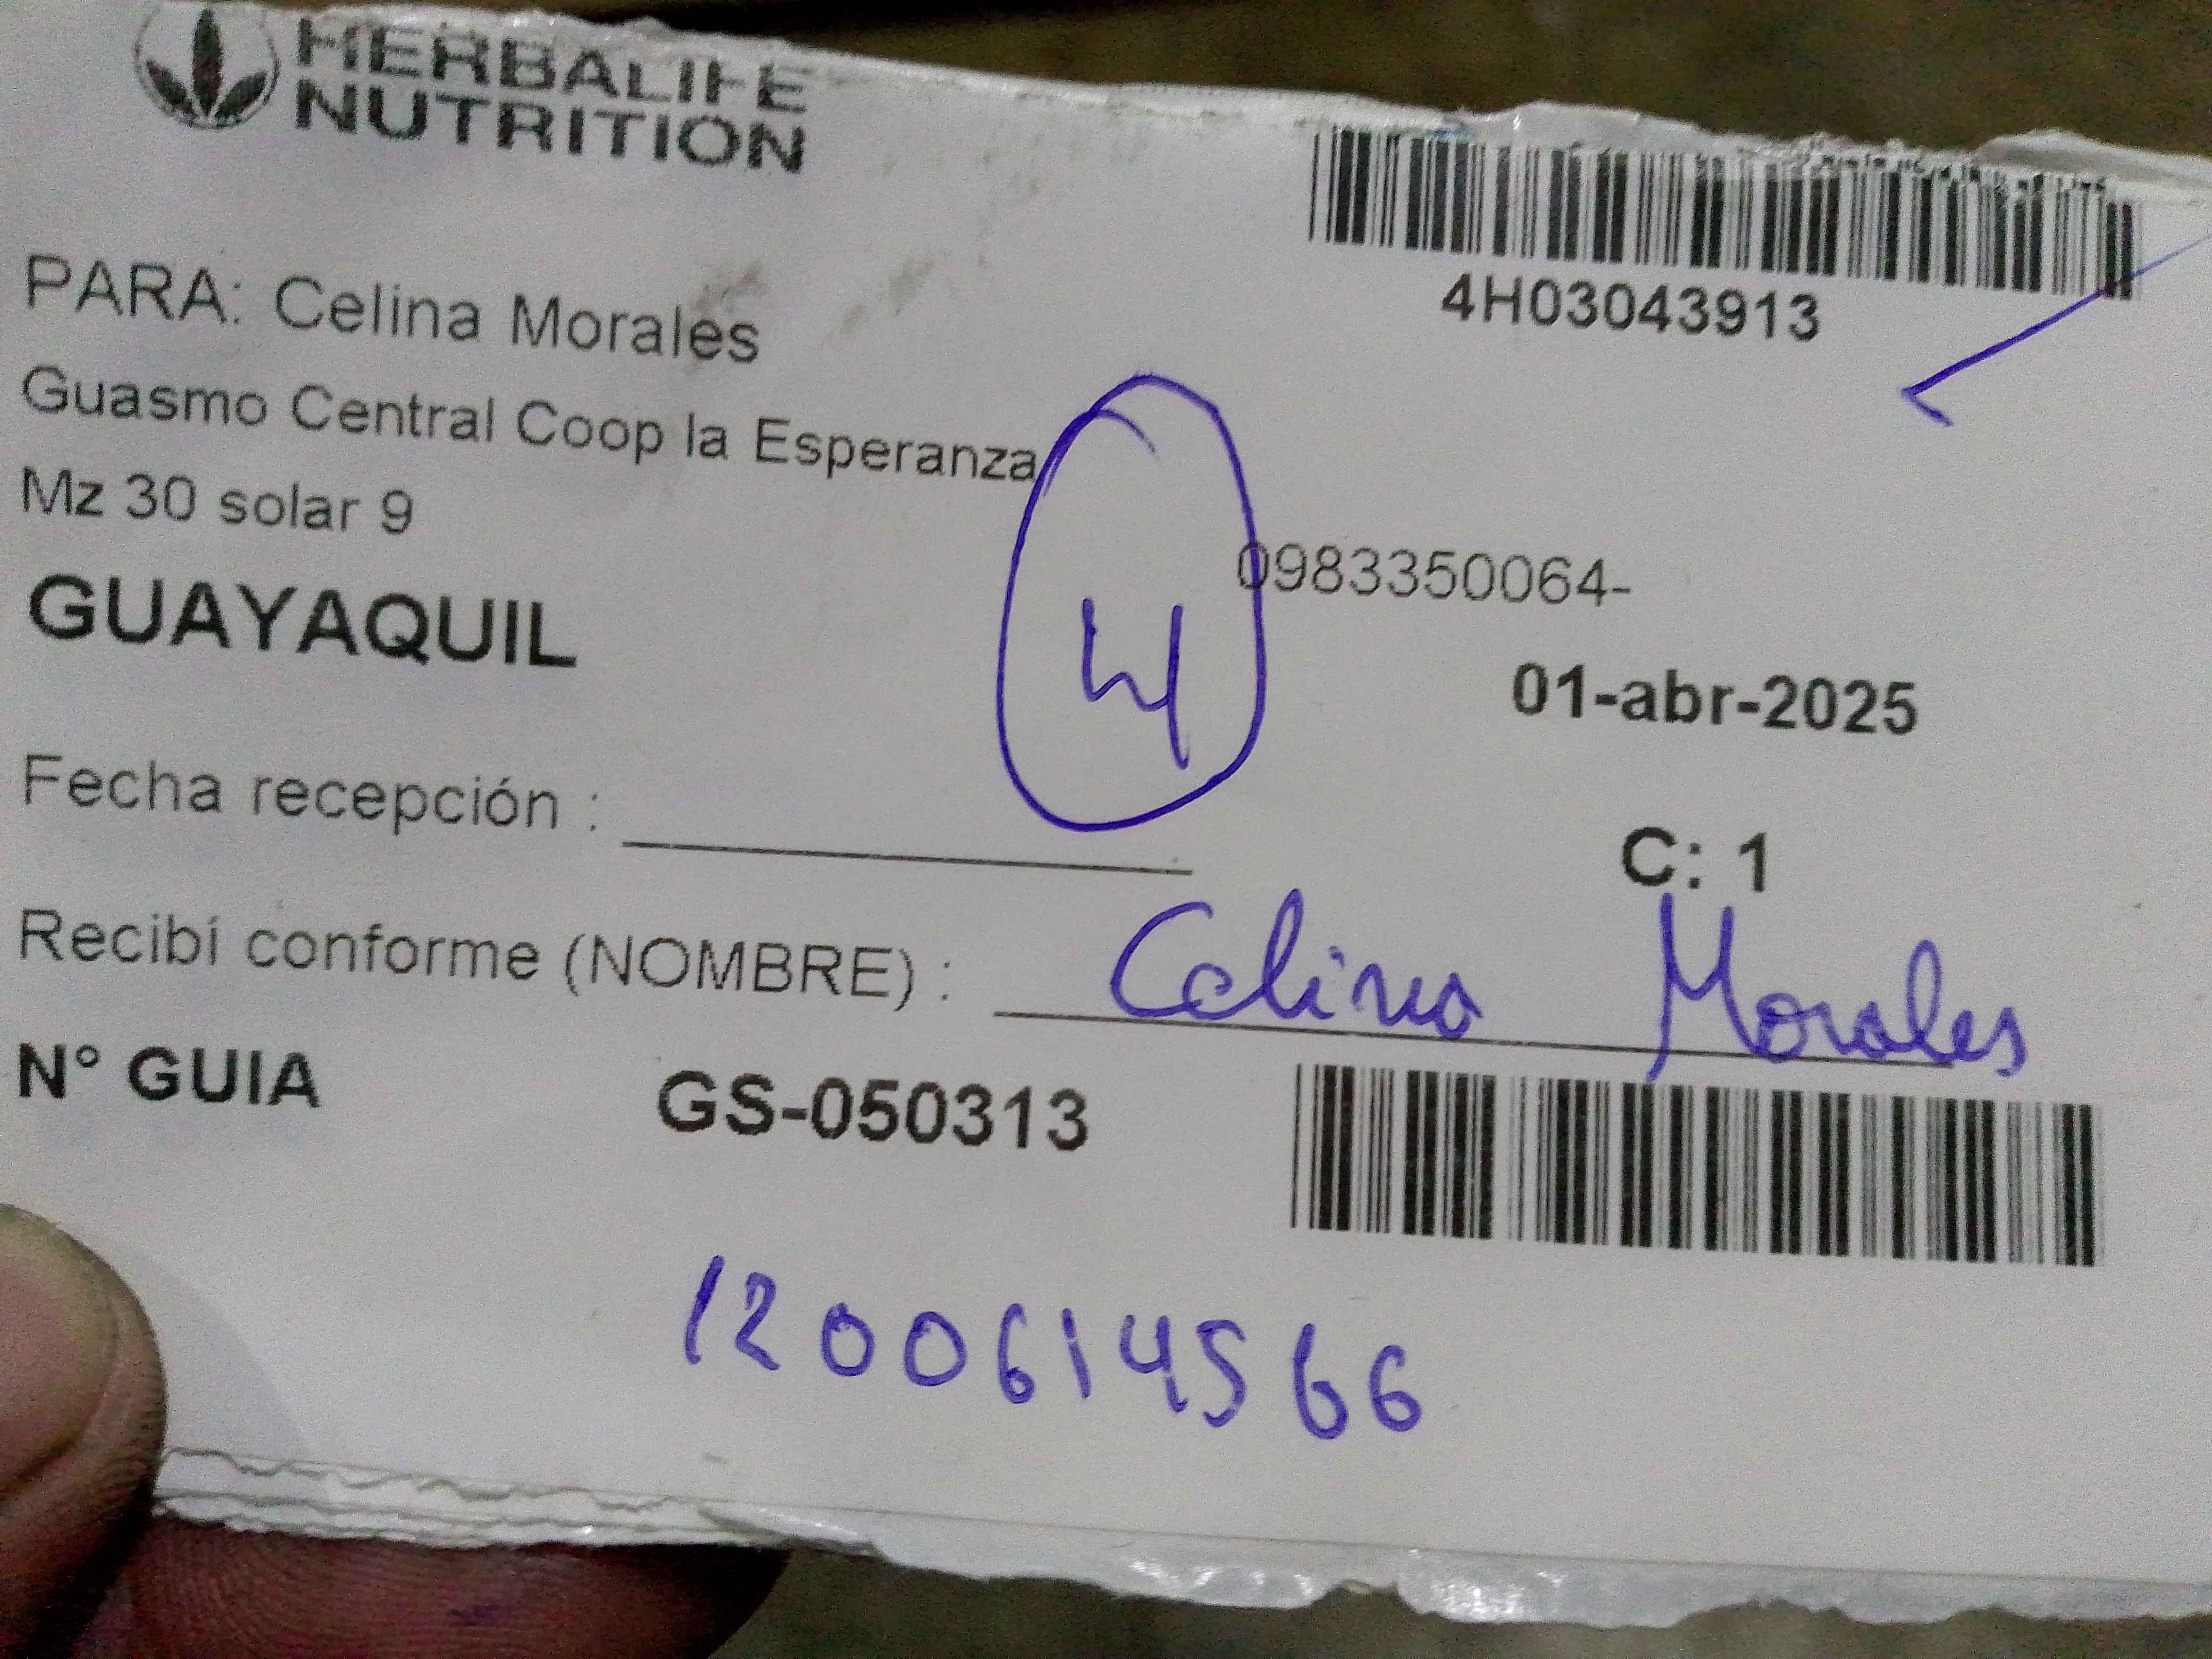 HERBALIFE
NUTRITION
4H03043913
PARA: Celina Morales
Guasmo Central Coop la Esperanza
Mz 30 solar 9
0983350064-
GUAYAQUIL
4
01-abr-2025
Fecha recepción :
C: 1
Recibí conforme (NOMBRE) : Celina Morales
N° GUIA GS-050313
1200614566